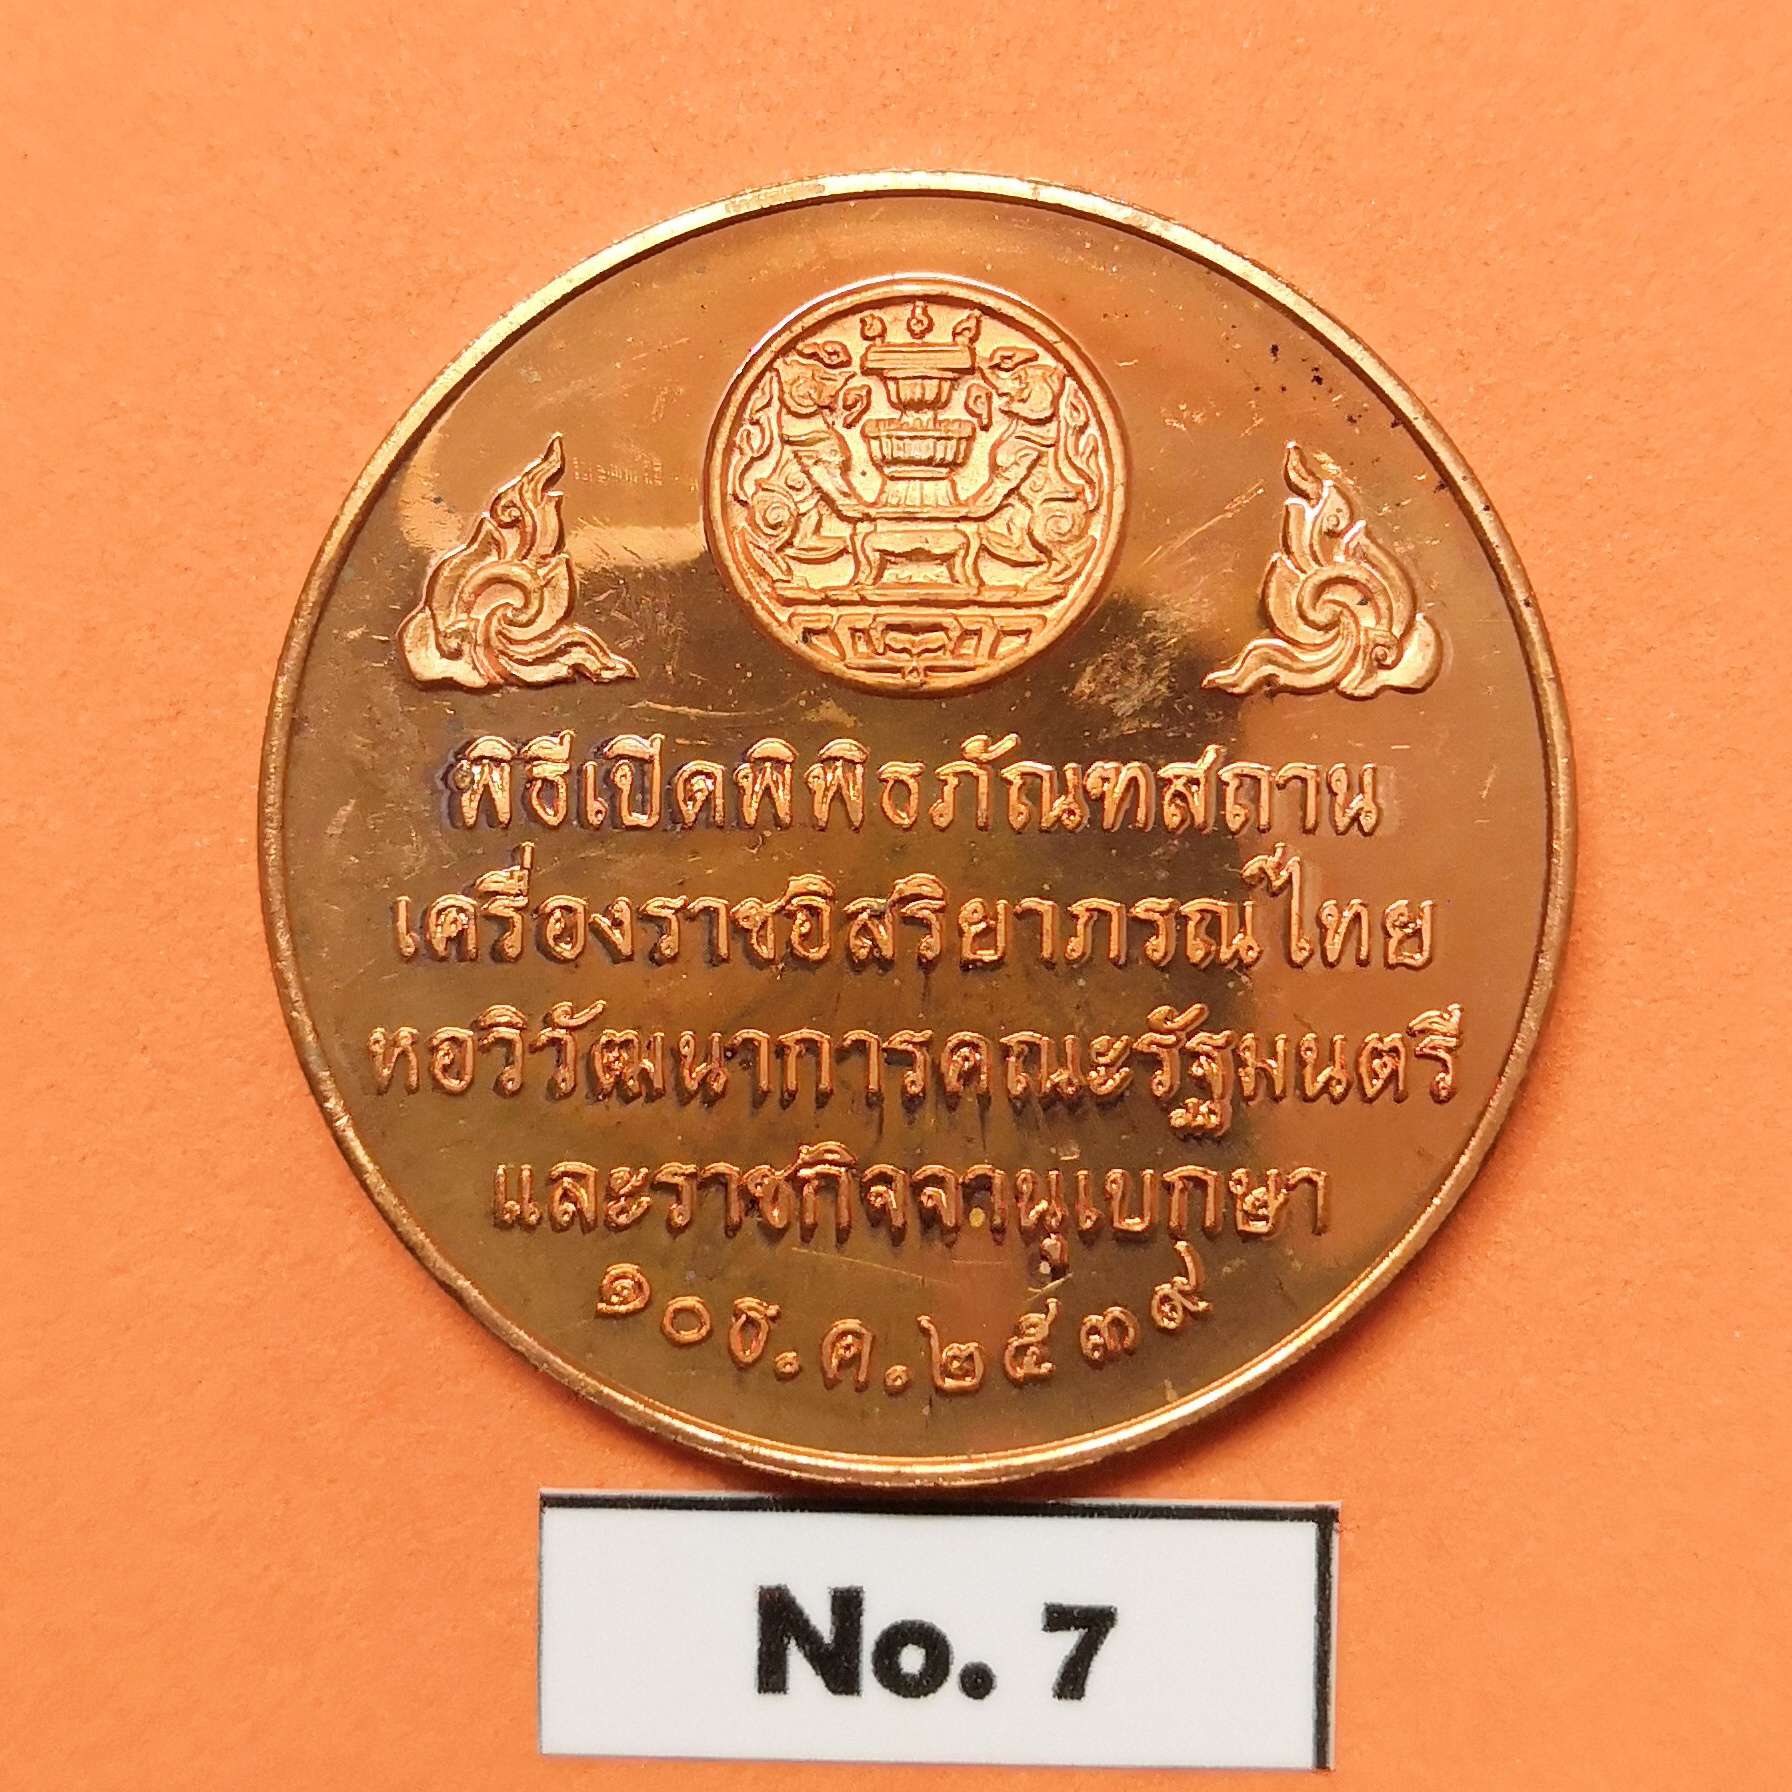 พิธีเปิดพิพิธภัณฑสถาน
เครื่องราชอิสริยาภรณ์ไทย
หอวิวัฒนาการคณะรัฐมนตรี
และราชกิจจานุเบกษา
๑๐ ธ.ค.๒๕๓๙
No. 7